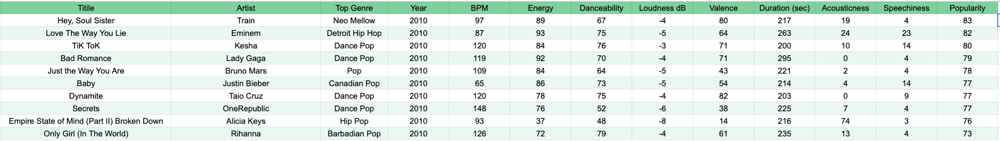 Titile Artist Top Genre Year BPM Energy Danceability Loudness dB Valence Duration (sec) Acousticness Speechiness Popularity
Hey, Soul Sister Train Neo Mellow 2010 97 89 67 -4 80 217 19 4 83
Love The Way You Lie Eminem Detroit Hip Hop 2010 87 93 75 -5 64 263 24 23 82
TiK ToK Kesha Dance Pop 2010 120 84 76 -3 71 200 10 14 80
Bad Romance Lady Gaga Dance Pop 2010 119 92 70 -4 71 295 0 4 79
Just the Way You Are Bruno Mars Pop 2010 109 84 64 -5 43 221 2 4 78
Baby Justin Bieber Canadian Pop 2010 65 86 73 -5 54 214 4 14 77
Dynamite Taio Cruz Dance Pop 2010 120 78 75 -4 82 203 0 9 77
Secrets OneRepublic Dance Pop 2010 148 76 52 -6 38 225 7 4 77
Empire State of Mind (Part II) Broken Down Alicia Keys Hip Pop 2010 93 37 48 -8 14 216 74 3 76
Only Girl (In The World) Rihanna Barbadian Pop 2010 126 72 79 -4 61 235 13 4 73